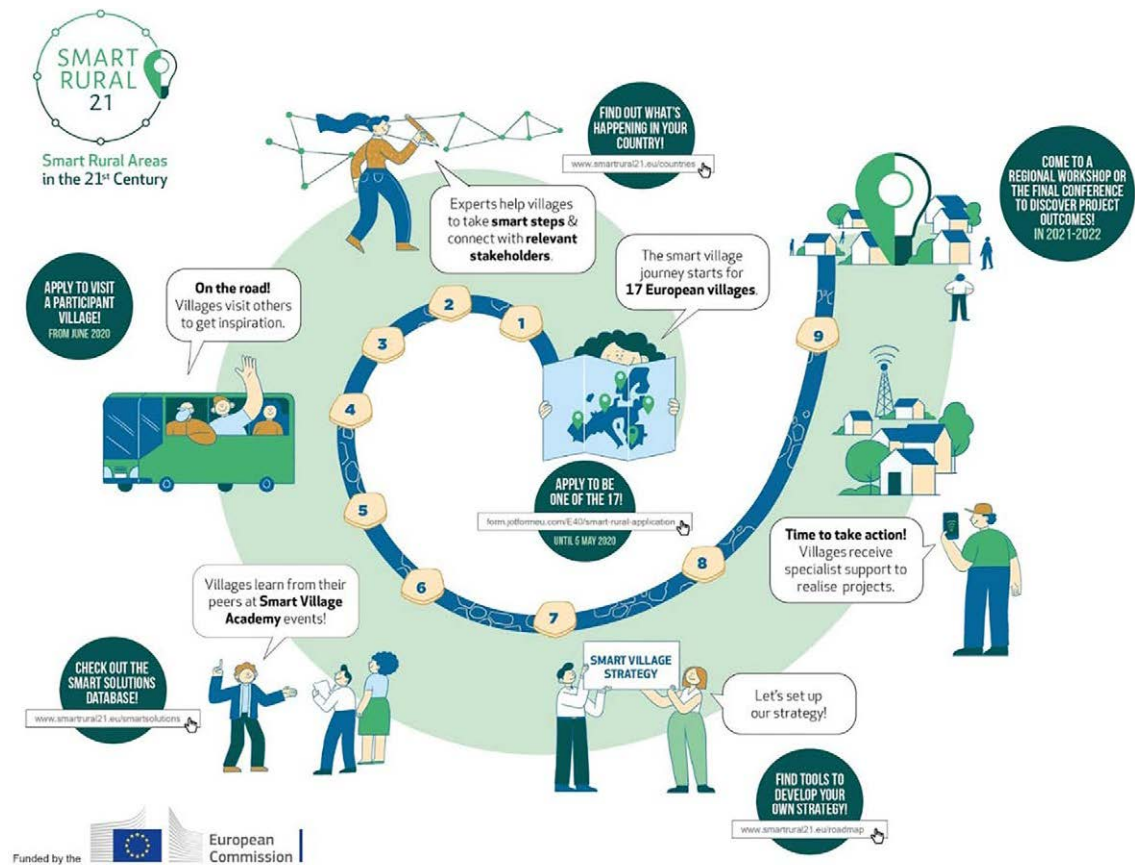 SMART
RURAL
21
Smart Rural Areas
in the 21st Century
FIND OUT WHAT'S
HAPPENING IN YOUR
COUNTRY!
www.smartrural21.eu/countries
COME TO A
REGIONAL WORKSHOP OR
THE FINAL CONFERENCE
TO DISCOVER PROJECT
OUTCOMES!
IN 2021-2022
Experts help villages
to take smart steps &
connect with relevant
stakeholders.
The smart village
journey starts for
17 European villages.
APPLY TO VISIT
A PARTICIPANT
VILLAGE!
FROM JUNE 2020
On the road!
Villages visit others
to get inspiration.
1
2
3
4
5
6
7
8
9
APPLY TO BE
ONE OF THE 17!
form.jotformeu.com/E40/smart-rural-application
UNTIL 5 MAY 2020
Time to take action!
Villages receive
specialist support to
realise projects.
Villages learn from their
peers at Smart Village
Academy events!
CHECK OUT THE
SMART SOLUTIONS
DATABASE!
www.smartrural21.eu/smartsolutions
SMART VILLAGE
STRATEGY
Let's set up
our strategy!
FIND TOOLS TO
DEVELOP YOUR
OWN STRATEGY!
www.smartrural21.eu/roadmap
Funded by the
European
Commission